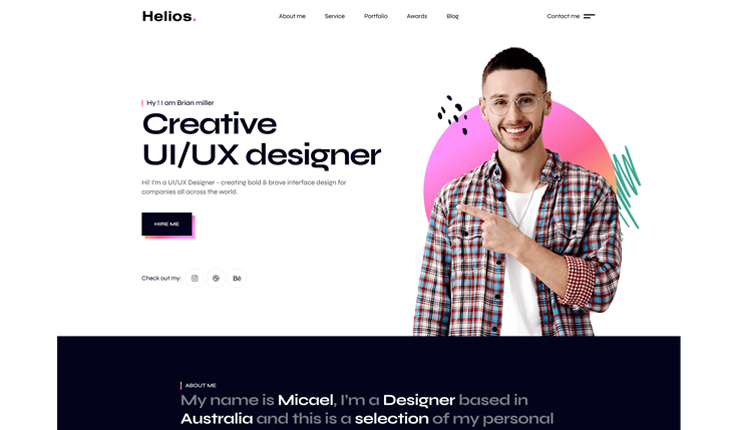 Helios.
About me Service Portfolio Awards Blog Contact me
Hy ! I am Brian miller
Creative
UI/UX designer
Hi! I'm a UI/UX Designer - creating bold & brave interface design for
companies all across the world.
HIRE ME
Check out my: Bē
ABOUT ME
My name is Micael, I'm a Designer based in
Australia and this is a selection of my personal